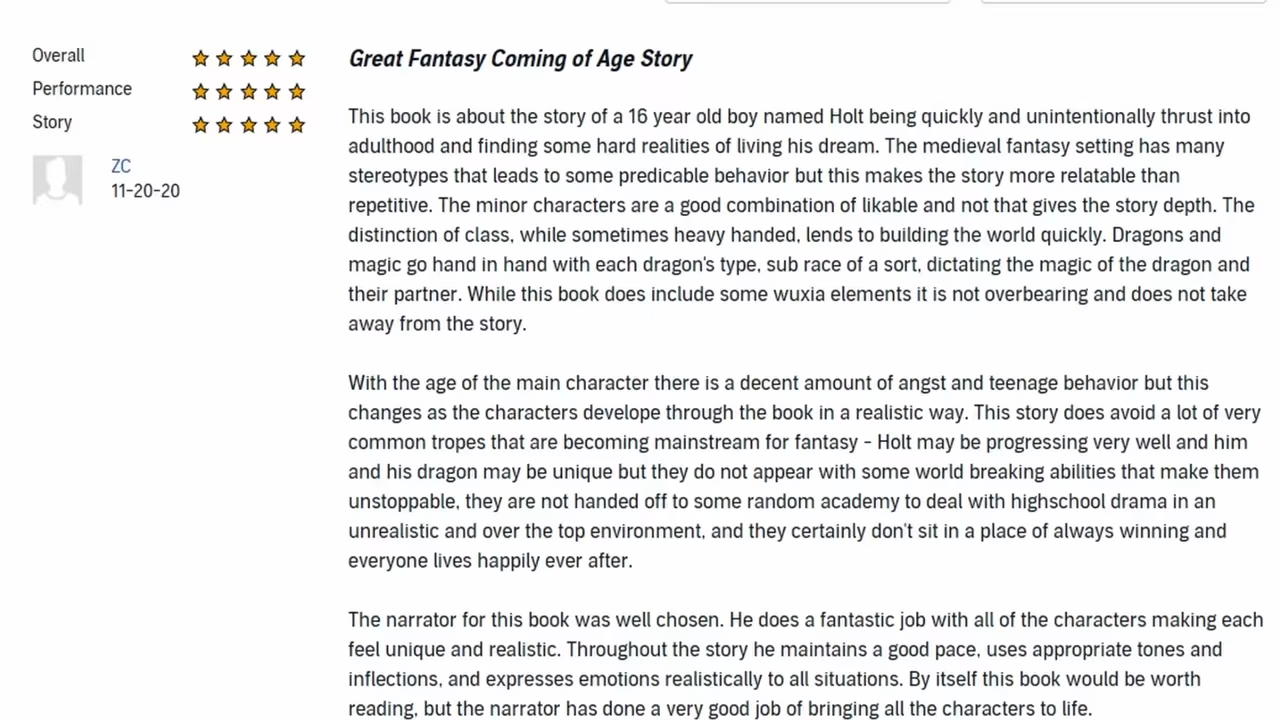 Overall
Performance
Story
ZC
11-20-20
Great Fantasy Coming of Age Story
This book is about the story of a 16 year old boy named Holt being quickly and unintentionally thrust into
adulthood and finding some hard realities of living his dream. The medieval fantasy setting has many
stereotypes that leads to some predicable behavior but this makes the story more relatable than
repetitive. The minor characters are a good combination of likable and not that gives the story depth. The
distinction of class, while sometimes heavy handed, lends to building the world quickly. Dragons and
magic go hand in hand with each dragon's type, sub race of a sort, dictating the magic of the dragon and
their partner. While this book does include some wuxia elements it is not overbearing and does not take
away from the story.
With the age of the main character there is a decent amount of angst and teenage behavior but this
changes as the characters develope through the book in a realistic way. This story does avoid a lot of very
common tropes that are becoming mainstream for fantasy - Holt may be progressing very well and him
and his dragon may be unique but they do not appear with some world breaking abilities that make them
unstoppable, they are not handed off to some random academy to deal with highschool drama in an
unrealistic and over the top environment, and they certainly don't sit in a place of always winning and
everyone lives happily ever after.
The narrator for this book was well chosen. He does a fantastic job with all of the characters making each
feel unique and realistic. Throughout the story he maintains a good pace, uses appropriate tones and
inflections, and expresses emotions realistically to all situations. By itself this book would be worth
reading, but the narrator has done a very good job of bringing all the characters to life.